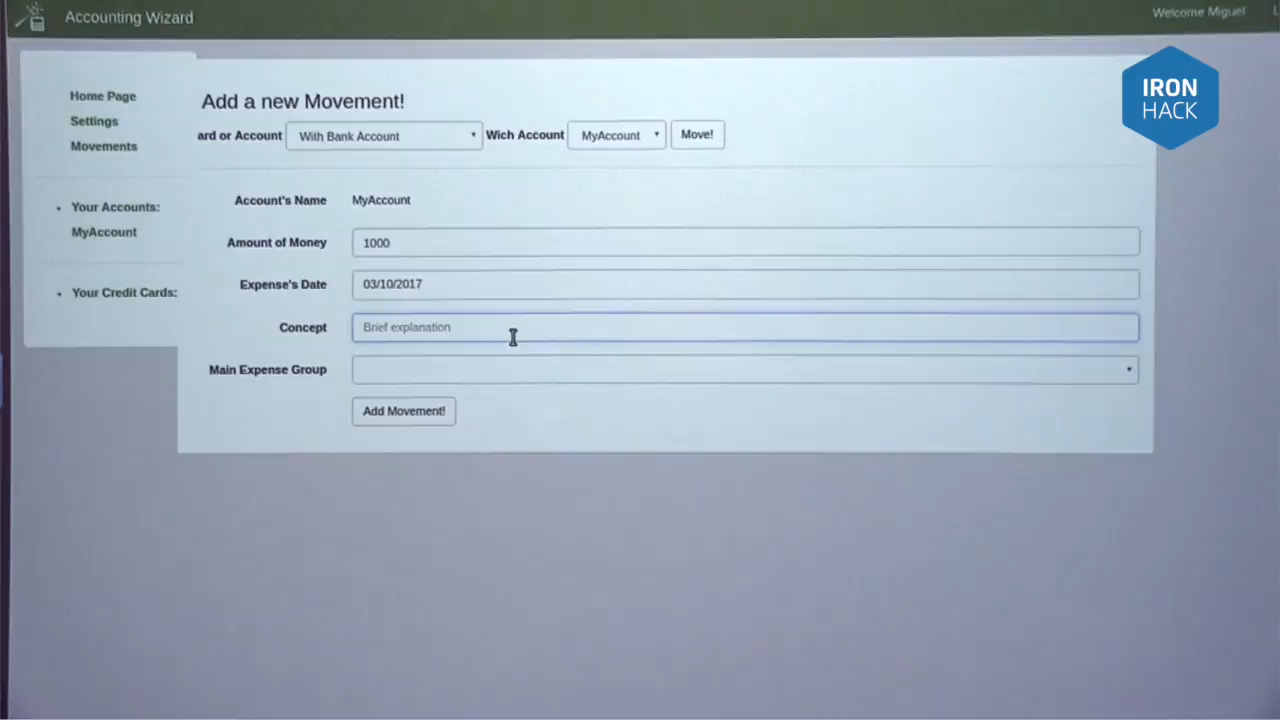 Accounting Wizard
Welcome Miguel
IRON
HACK
Home Page
Settings
Movements
Your Accounts:
MyAccount
Your Credit Cards:
Add a new Movement!
ard or Account With Bank Account Wich Account MyAccount Move!
Account's Name MyAccount
Amount of Money 1000
Expense's Date 03/10/2017
Concept Brief explanation
Main Expense Group
Add Movement!